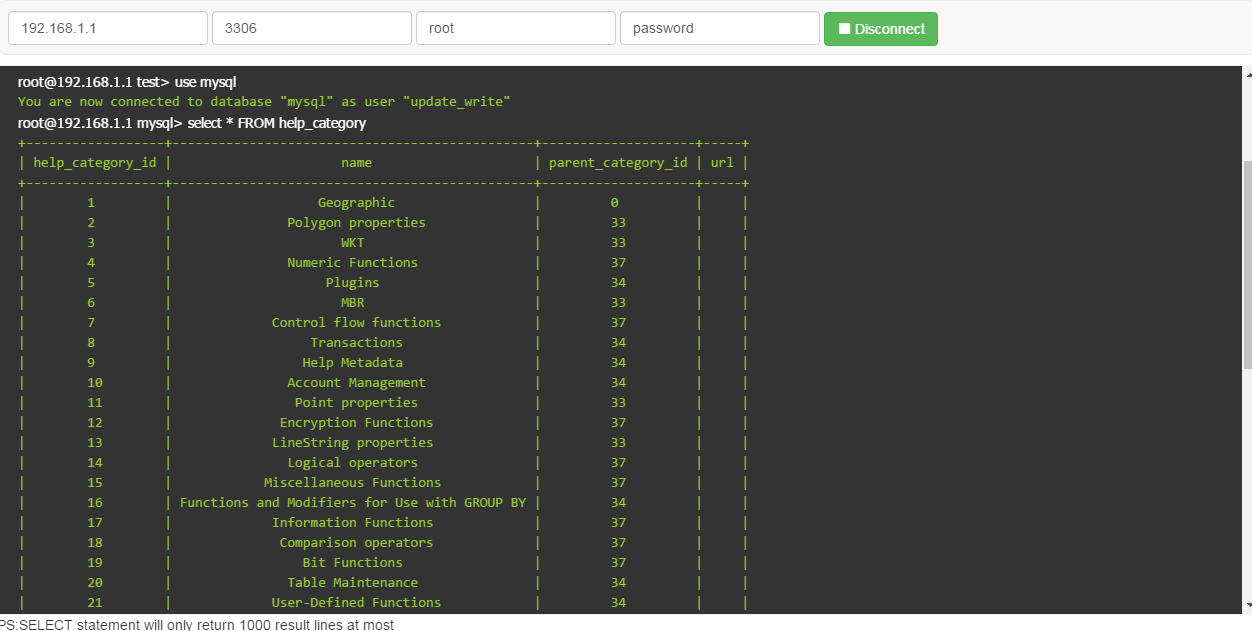 192.168.1.1 3306 root password Disconnect
root@192.168.1.1 test> use mysql
You are now connected to database "mysql" as user "update_write"
root@192.168.1.1 mysql> select * FROM help_category
+------------------+-----------------------------------------------+--------------------+-----+
| help_category_id | name | parent_category_id | url |
+------------------+-----------------------------------------------+--------------------+-----+
| 1 | Geographic | 0 | |
| 2 | Polygon properties | 33 | |
| 3 | WKT | 33 | |
| 4 | Numeric Functions | 37 | |
| 5 | Plugins | 34 | |
| 6 | MBR | 33 | |
| 7 | Control flow functions | 37 | |
| 8 | Transactions | 34 | |
| 9 | Help Metadata | 34 | |
| 10 | Account Management | 34 | |
| 11 | Point properties | 33 | |
| 12 | Encryption Functions | 37 | |
| 13 | LineString properties | 33 | |
| 14 | Logical operators | 37 | |
| 15 | Miscellaneous Functions | 37 | |
| 16 | Functions and Modifiers for Use with GROUP BY | 34 | |
| 17 | Information Functions | 37 | |
| 18 | Comparison operators | 37 | |
| 19 | Bit Functions | 37 | |
| 20 | Table Maintenance | 34 | |
| 21 | User-Defined Functions | 34 | |
PS:SELECT statement will only return 1000 result lines at most